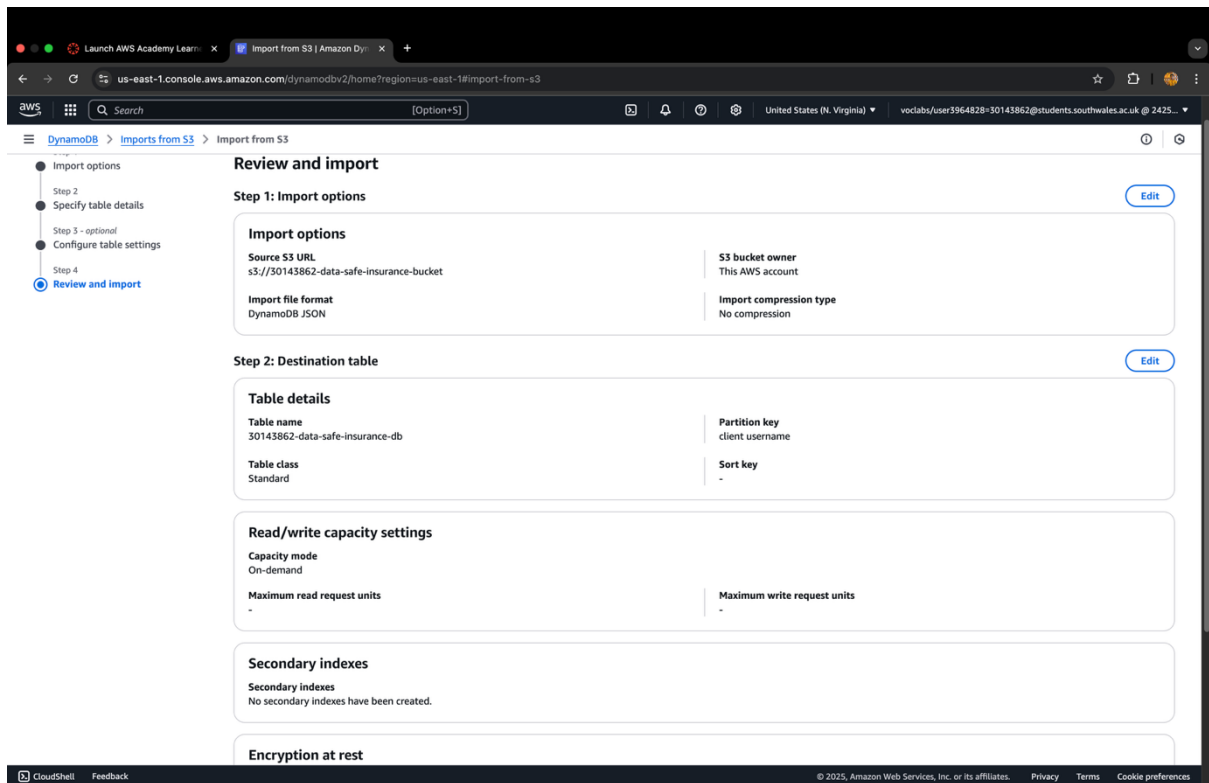 Launch AWS Academy Learn
Import from S3 | Amazon Dyn
us-east-1.console.aws.amazon.com/dynamodbv2/home?region=us-east-1#import-from-s3
aws
Search
[Option+S]
United States (N. Virginia)
voclabs/user3964828=30143862@students.southwales.ac.uk @ 2425...
DynamoDB > Imports from S3 > Import from S3
Import options
Step 2
Specify table details
Step 3 - optional
Configure table settings
Step 4
Review and import
Review and import
Step 1: Import options
Edit
Import options
Source S3 URL
s3://30143862-data-safe-insurance-bucket
S3 bucket owner
This AWS account
Import file format
DynamoDB JSON
Import compression type
No compression
Step 2: Destination table
Edit
Table details
Table name
30143862-data-safe-insurance-db
Partition key
client username
Table class
Standard
Sort key
-
Read/write capacity settings
Capacity mode
On-demand
Maximum read request units
-
Maximum write request units
-
Secondary indexes
Secondary indexes
No secondary indexes have been created.
Encryption at rest
CloudShell Feedback
© 2025, Amazon Web Services, Inc. or its affiliates. Privacy Terms Cookie preferences